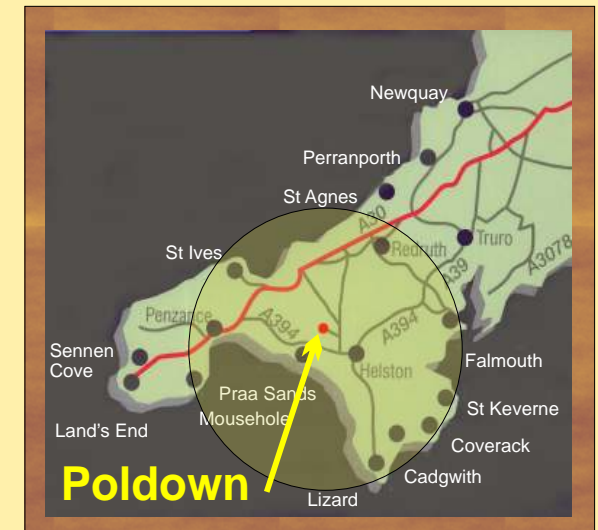 Newquay
Perranporth
St Agnes
A30
St Ives
Redruth
Truro
A39
A3078
Penzance
A394
A394
Sennen
Cove
Helston
Falmouth
Praa Sands
St Keverne
Mousehole
Land's End
Coverack
Cadgwith
Poldown
Lizard